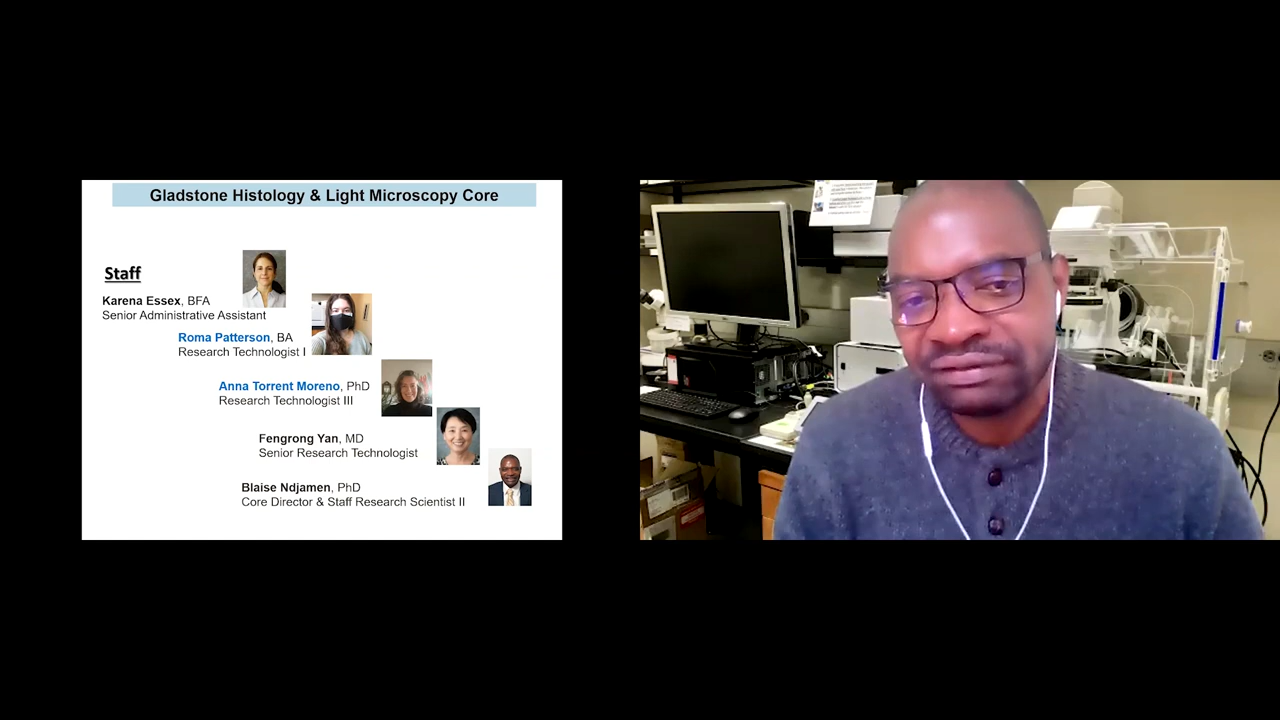 Gladstone Histology & Light Microscopy Core
Staff
Karena Essex, BFA
Senior Administrative Assistant
Roma Patterson, BA
Research Technologist I
Anna Torrent Moreno, PhD
Research Technologist III
Fengrong Yan, MD
Senior Research Technologist
Blaise Ndjamen, PhD
Core Director & Staff Research Scientist II